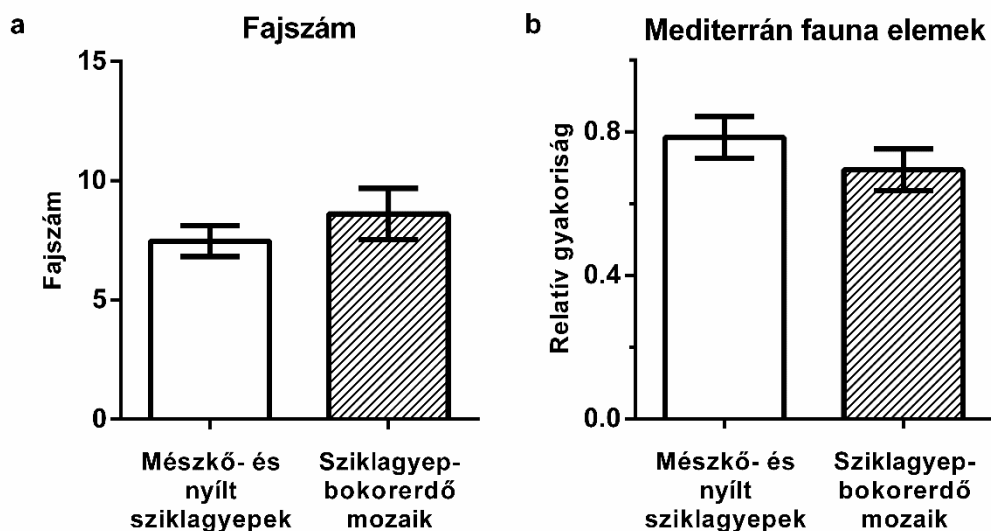 a
Fajszám
15
10
5
0
Fajszám
Mészkő- és
nyílt
sziklagyepek
Sziklagyep-
bokorerdő
mozaik
b
Mediterrán fauna elemek
0.8
0.4
0.0
Relatív gyakoriság
Mészkő- és
nyílt
sziklagyepek
Sziklagyep-
bokorerdő
mozaik